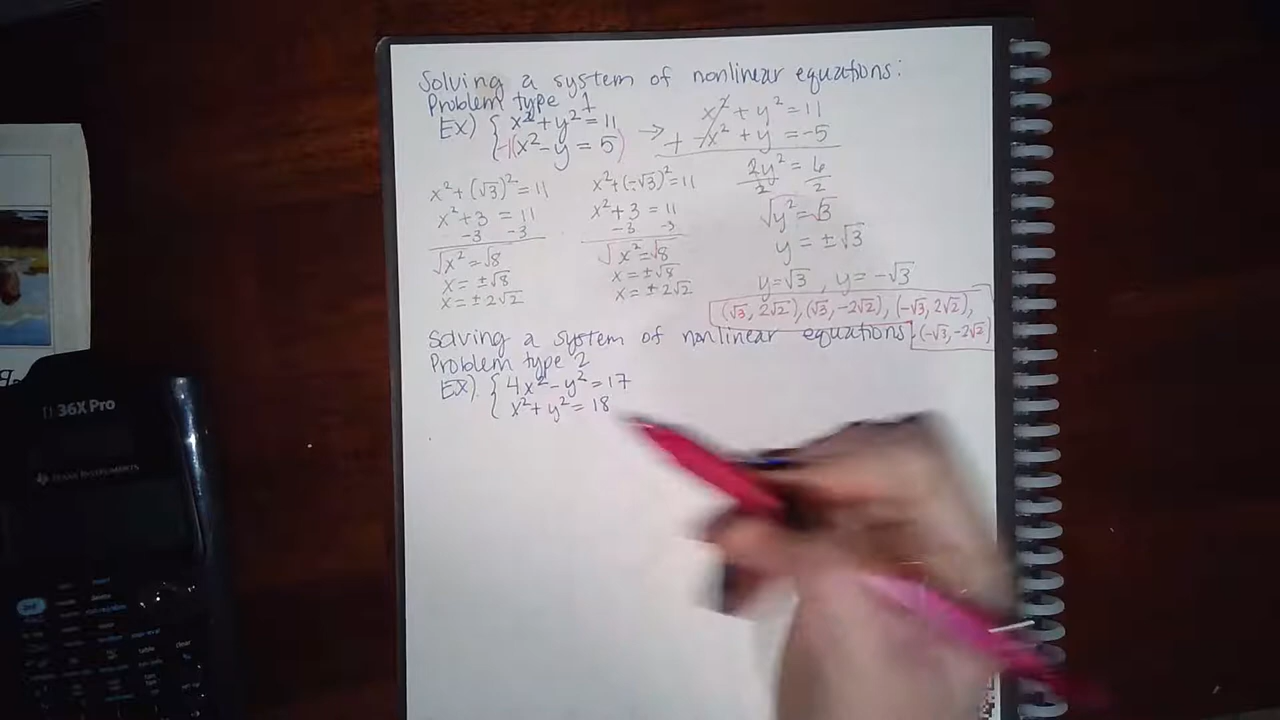 Solving a system of nonlinear equations:
Problem type 1
Ex) { x² + y² = 11
-1(x² - y = 5)
→ x² + y² = 11
+ -x² + y = -5
2y² = 6
2 2
√y² = √3
y = ±√3
y = √3, y = -√3
x² + (√3)² = 11
x² + 3 = 11
-3 -3
√x² = √8
x = ±√8
x = ±2√2
x² + (-√3)² = 11
x² + 3 = 11
-3 -3
√x² = √8
x = ±√8
x = ±2√2
(√3, 2√2), (√3, -2√2), (-√3, 2√2),
(-√3, -2√2)
Solving a system of nonlinear equations:
Problem type 2
Ex) { 4x² - y² = 17
x² + y² = 18
TI 36X Pro
TEXAS INSTRUMENTS
2nd